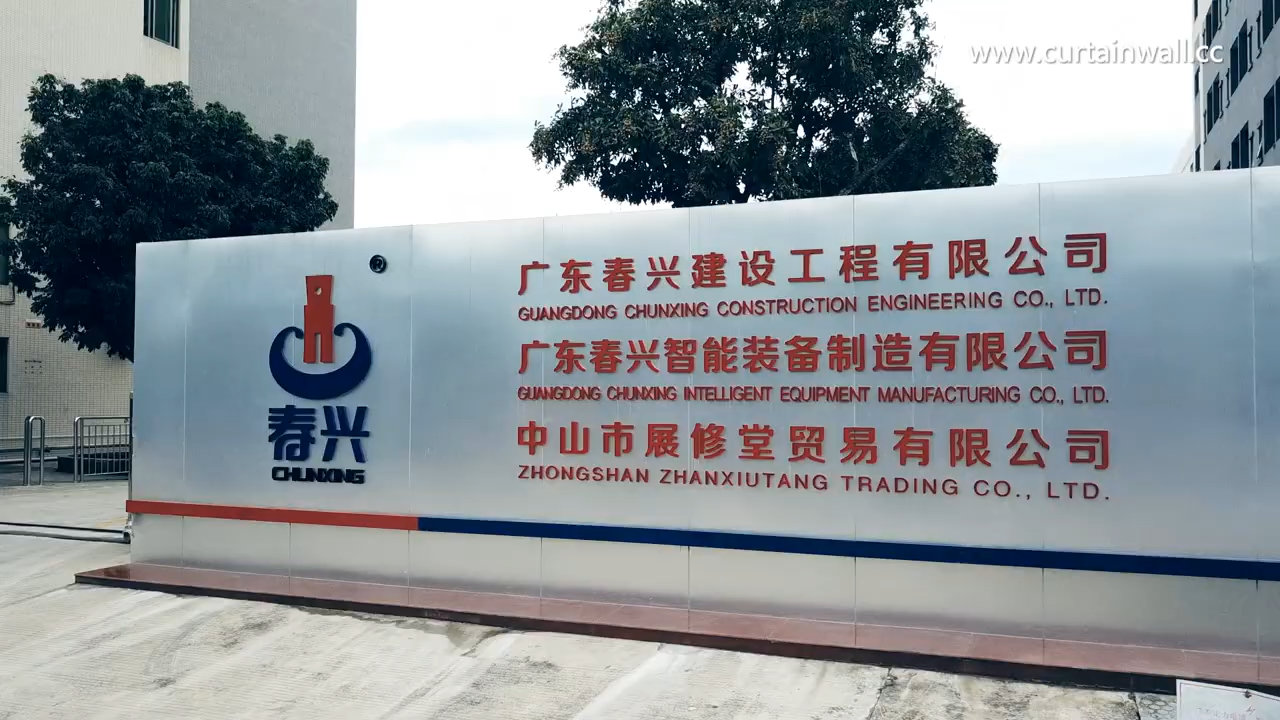 www.curtainwall.cc
®
春兴
CHUNXING
广东春兴建设工程有限公司
GUANGDONG CHUNXING CONSTRUCTION ENGINEERING CO., LTD.
广东春兴智能装备制造有限公司
GUANGDONG CHUNXING INTELLIGENT EQUIPMENT MANUFACTURING CO., LTD.
中山市展修堂贸易有限公司
ZHONGSHAN ZHANXIUTANG TRADING CO., LTD.